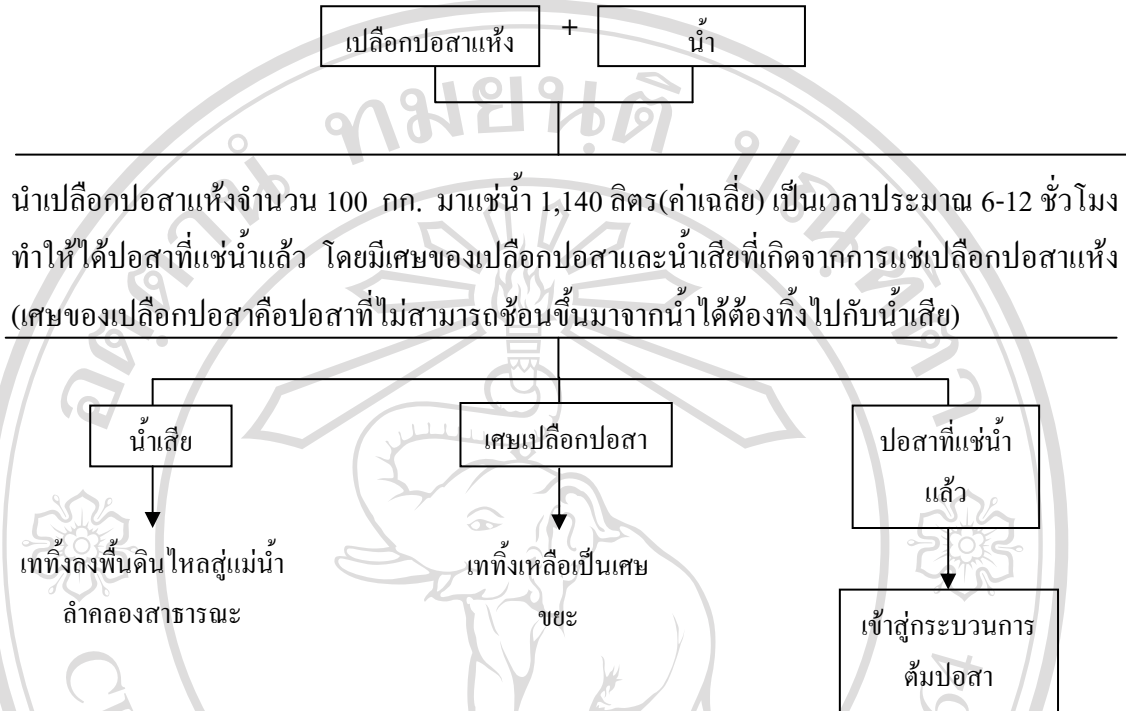 เปลือกปอสาแห้ง + น้ำ
นำเปลือกปอสาแห้งจำนวน 100 กก. มาแช่น้ำ 1,140 ลิตร(ค่าเฉลี่ย) เป็นเวลาประมาณ 6-12 ชั่วโมง
ทำให้ได้ปอสาที่แช่น้ำแล้ว โดยมีเศษของเปลือกปอสาและน้ำเสียที่เกิดจากการแช่เปลือกปอสาแห้ง
(เศษของเปลือกปอสาคือปอสาที่ไม่สามารถช้อนขึ้นมาจากน้ำได้ต้องทิ้งไปกับน้ำเสีย)
น้ำเสีย
เททิ้งลงพื้นดินไหลสู่แม่น้ำ
ลำคลองสาธารณะ
เศษเปลือกปอสา
เททิ้งเหลือเป็นเศษ
ขยะ
ปอสาที่แช่น้ำ
แล้ว
เข้าสู่กระบวนการ
ต้มปอสา